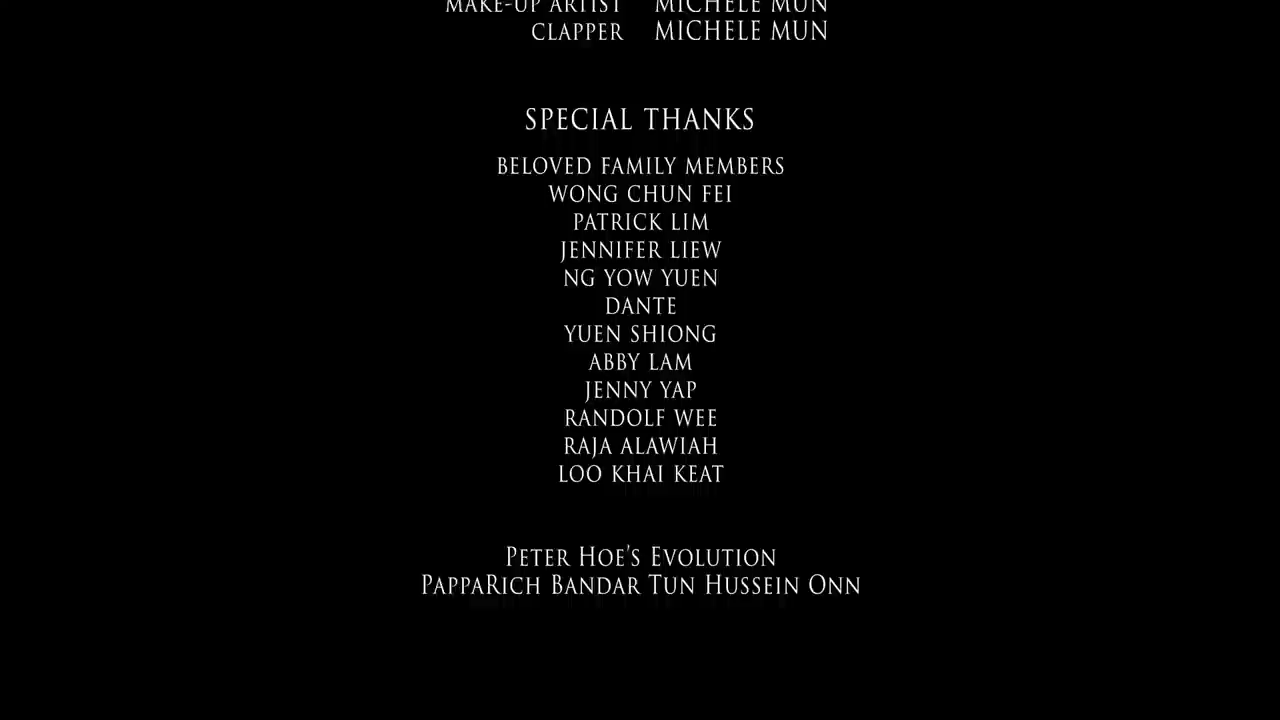 MAKE-UP ARTIST MICHELE MUN
CLAPPER MICHELE MUN
SPECIAL THANKS
BELOVED FAMILY MEMBERS
WONG CHUN FEI
PATRICK LIM
JENNIFER LIEW
NG YOW YUEN
DANTE
YUEN SHIONG
ABBY LAM
JENNY YAP
RANDOLF WEE
RAJA ALAWIAH
LOO KHAI KEAT
PETER HOE'S EVOLUTION
PAPPARICH BANDAR TUN HUSSEIN ONN